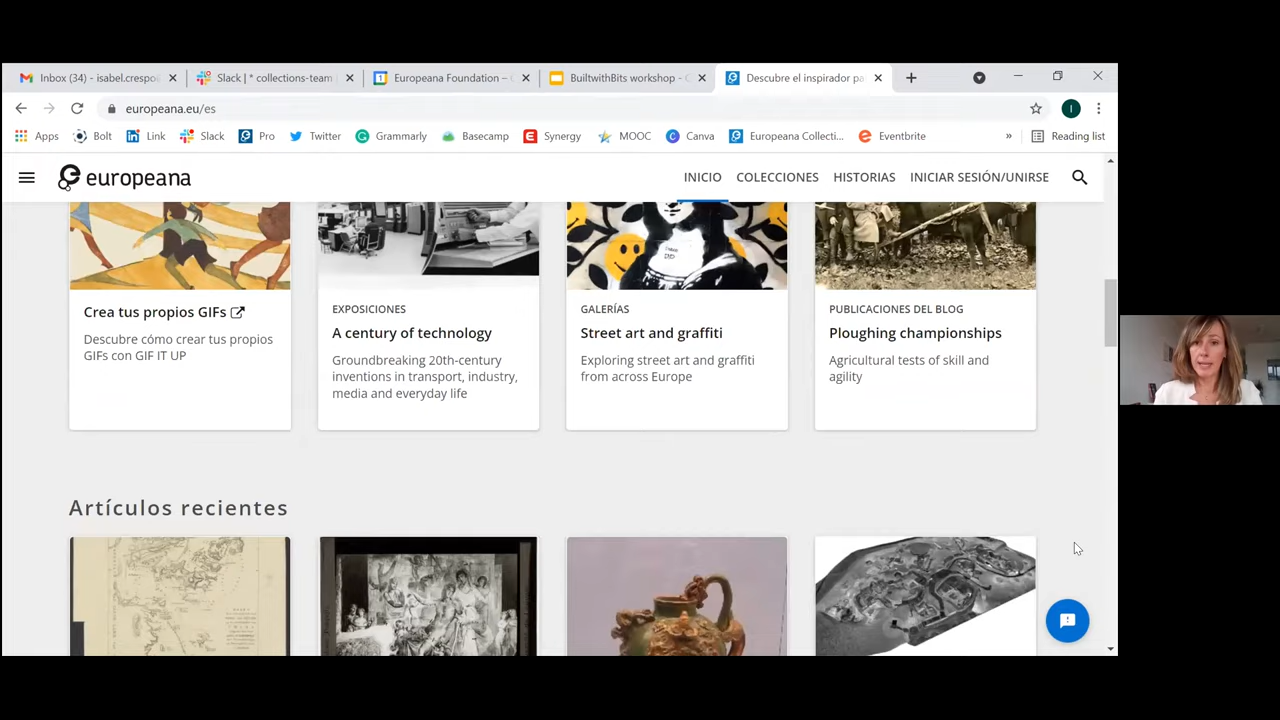 Inbox (34) - isabel.crespo
Slack | * collections-team
Europeana Foundation –
BuiltwithBits workshop -
Descubre el inspirador pa
europeana.eu/es
Apps
Bolt
Link
Slack
Pro
Twitter
Grammarly
Basecamp
Synergy
MOOC
Canva
Europeana Collecti...
Eventbrite
»
Reading list
europeana
INICIO
COLECCIONES
HISTORIAS
INICIAR SESIÓN/UNIRSE
Crea tus propios GIFs
Descubre cómo crear tus propios
GIFs con GIF IT UP
EXPOSICIONES
A century of technology
Groundbreaking 20th-century
inventions in transport, industry,
media and everyday life
GALERÍAS
Street art and graffiti
Exploring street art and graffiti
from across Europe
PUBLICACIONES DEL BLOG
Ploughing championships
Agricultural tests of skill and
agility
Artículos recientes